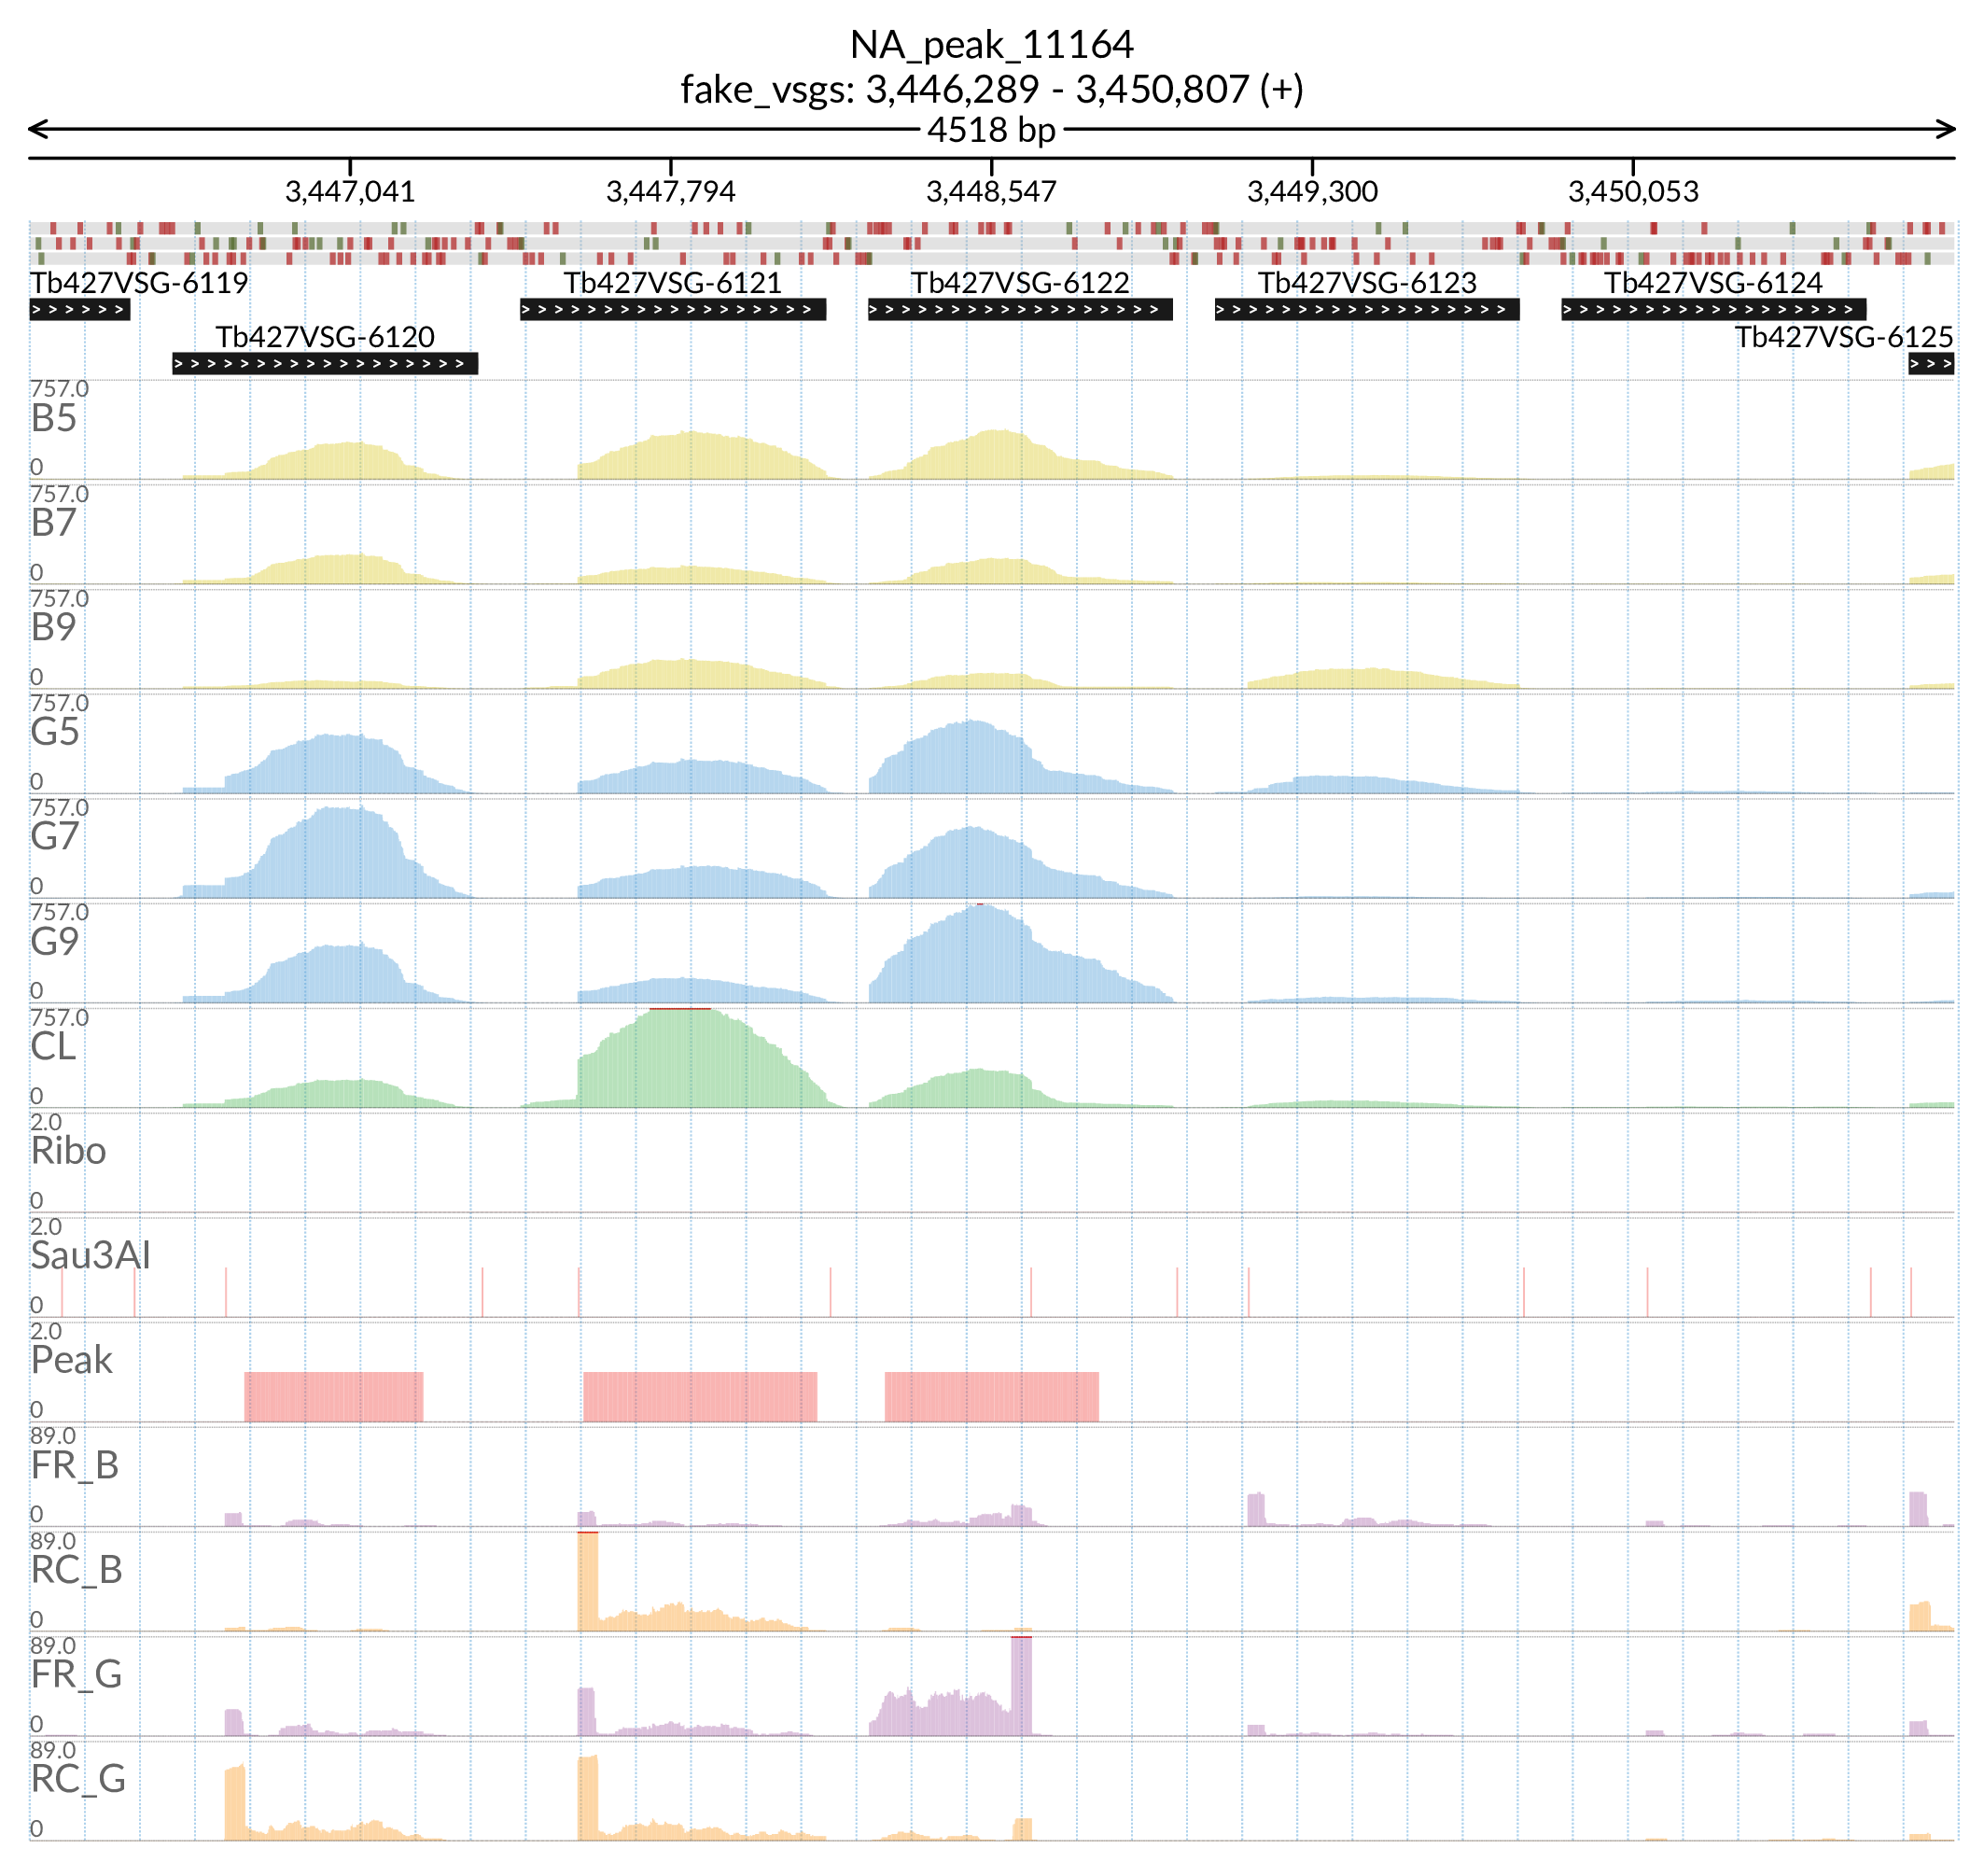 NA_peak_11164
fake_vsgs: 3,446,289 - 3,450,807 (+)
4518 bp
3,447,041 3,447,794 3,448,547 3,449,300 3,450,053
Tb427VSG-6119 Tb427VSG-6121 Tb427VSG-6122 Tb427VSG-6123 Tb427VSG-6124
Tb427VSG-6120 Tb427VSG-6125
757.0
B5
0
757.0
B7
0
757.0
B9
0
757.0
G5
0
757.0
G7
0
757.0
G9
0
757.0
CL
0
2.0
Ribo
0
2.0
Sau3AI
0
2.0
Peak
0
89.0
FR_B
0
89.0
RC_B
0
89.0
FR_G
0
89.0
RC_G
0